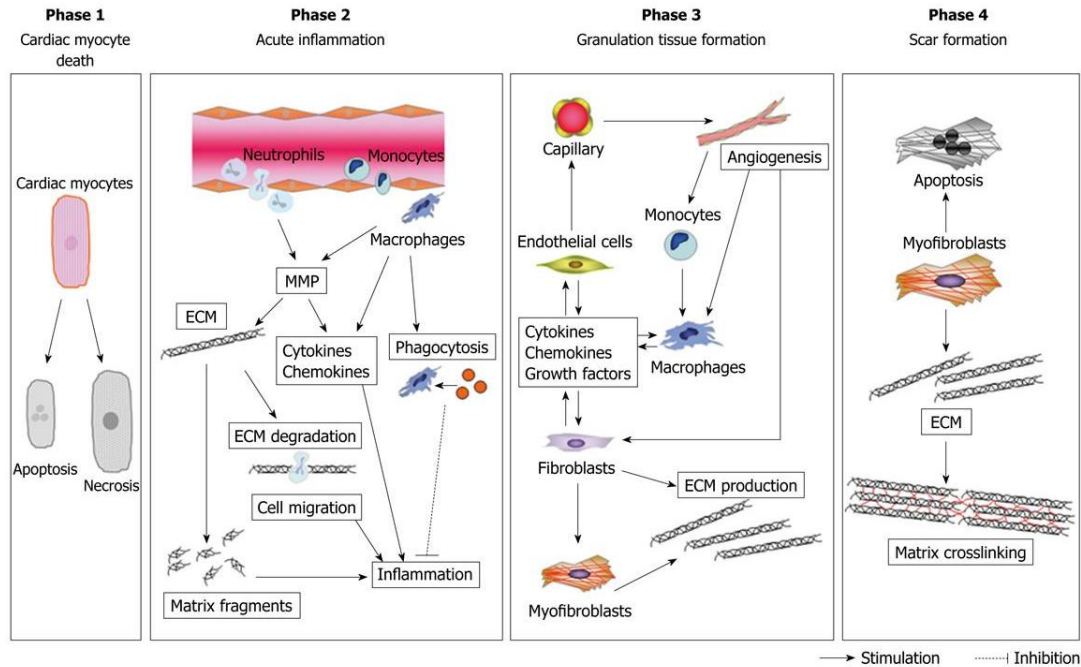 Phase 1
Cardiac myocyte
death
Phase 2
Acute inflammation
Phase 3
Granulation tissue formation
Phase 4
Scar formation
Cardiac myocytes
Apoptosis
Necrosis
Neutrophils
Monocytes
Macrophages
MMP
ECM
Cytokines
Chemokines
Phagocytosis
ECM degradation
Cell migration
Inflammation
Matrix fragments
Capillary
Angiogenesis
Monocytes
Endothelial cells
Cytokines
Chemokines
Growth factors
Macrophages
Fibroblasts
ECM production
Myofibroblasts
Apoptosis
Myofibroblasts
ECM
Matrix crosslinking
Stimulation
Inhibition